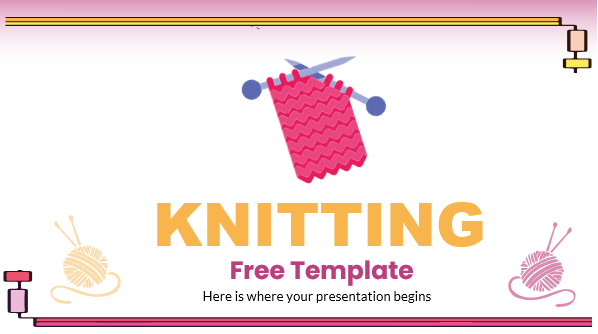 KNITTING
Free Template
Here is where your presentation begins